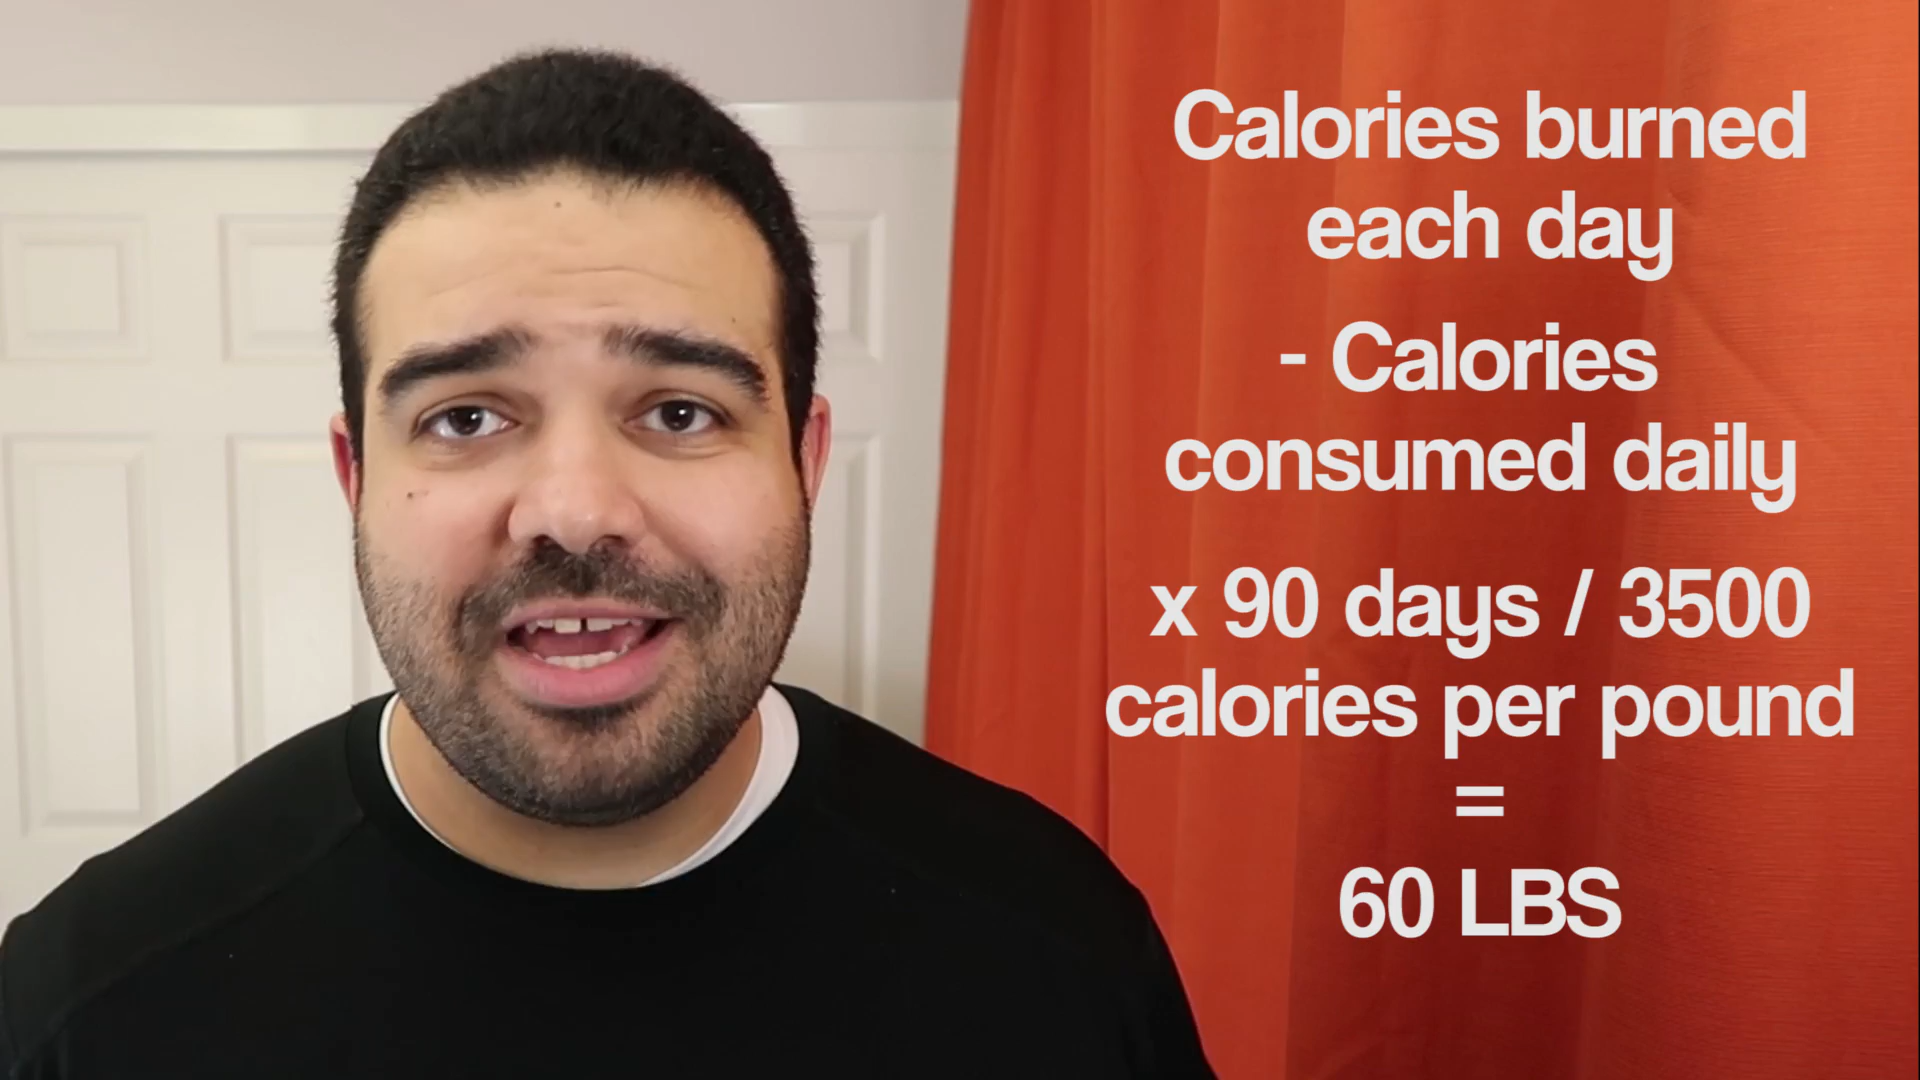 Calories burned
each day
- Calories
consumed daily
x 90 days / 3500
calories per pound
=
60 LBS